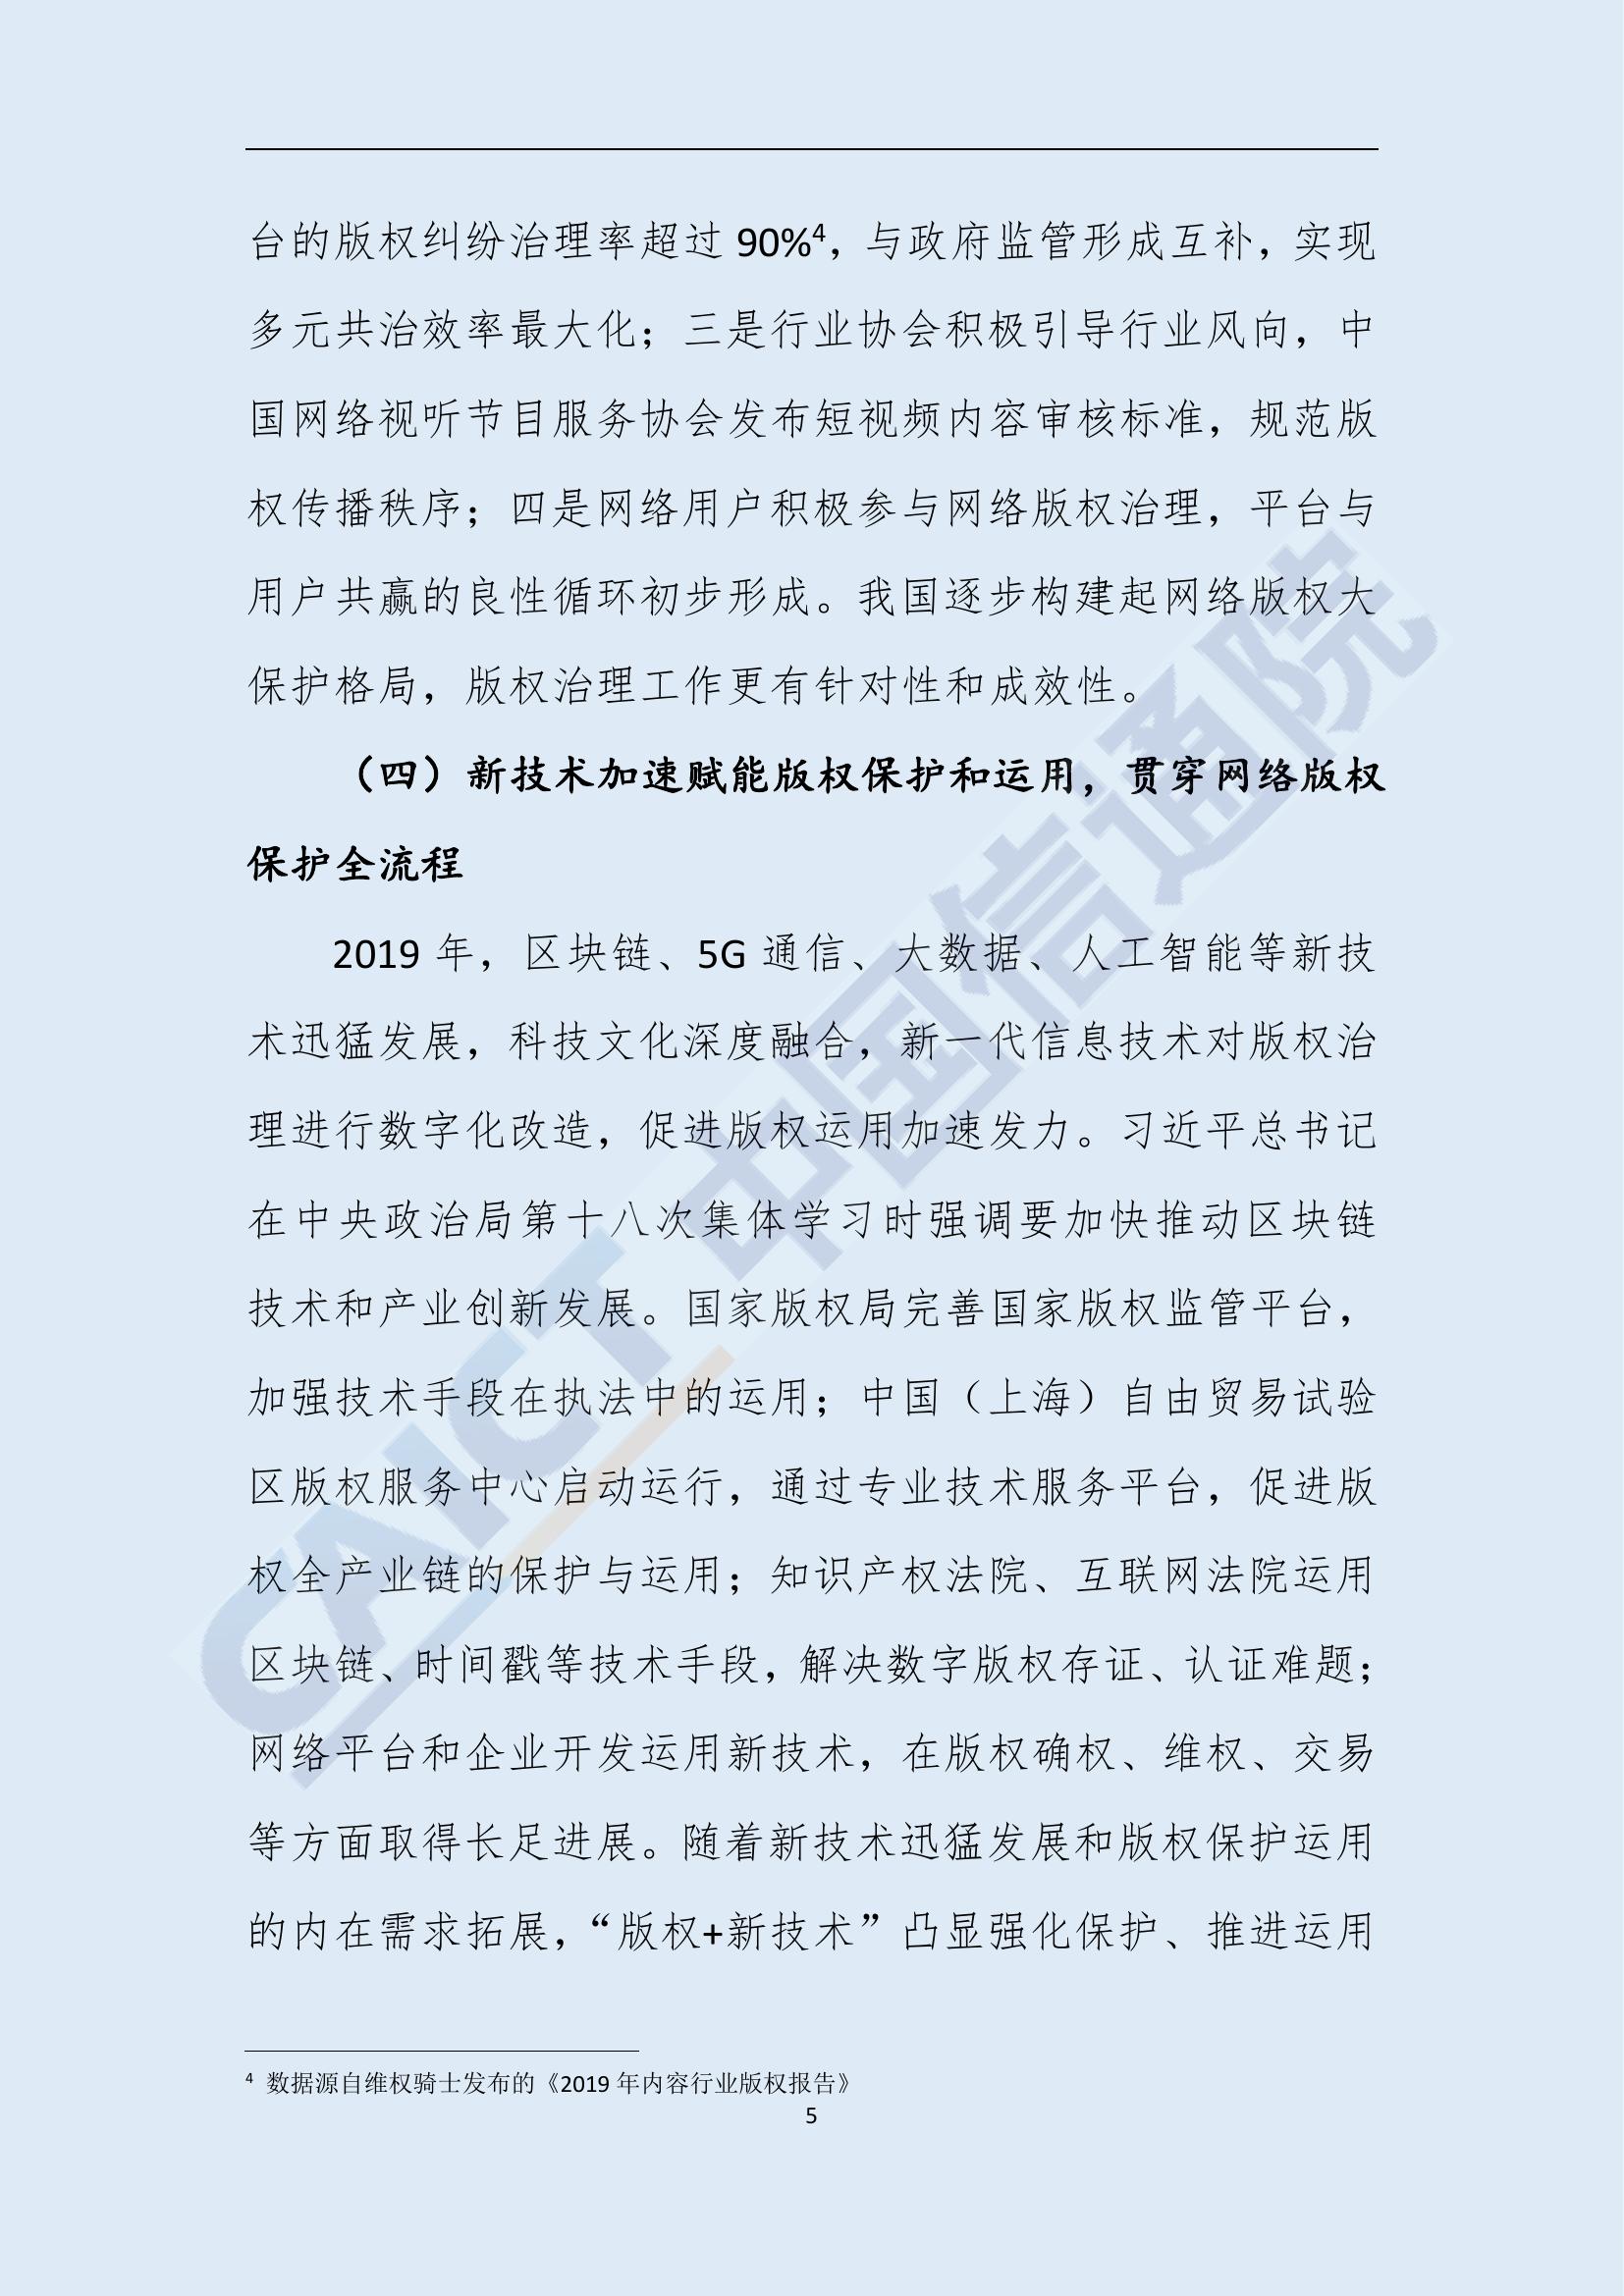 台的版权纠纷治理率超过 90%4，与政府监管形成互补，实现
多元共治效率最大化；三是行业协会积极引导行业风向，中
国网络视听节目服务协会发布短视频内容审核标准，规范版
权传播秩序；四是网络用户积极参与网络版权治理，平台与
用户共赢的良性循环初步形成。我国逐步构建起网络版权大
保护格局，版权治理工作更有针对性和成效性。
（四）新技术加速赋能版权保护和运用，贯穿网络版权
保护全流程
2019 年，区块链、5G 通信、大数据、人工智能等新技
术迅猛发展，科技文化深度融合，新一代信息技术对版权治
理进行数字化改造，促进版权运用加速发力。习近平总书记
在中央政治局第十八次集体学习时强调要加快推动区块链
技术和产业创新发展。国家版权局完善国家版权监管平台，
加强技术手段在执法中的运用；中国（上海）自由贸易试验
区版权服务中心启动运行，通过专业技术服务平台，促进版
权全产业链的保护与运用；知识产权法院、互联网法院运用
区块链、时间戳等技术手段，解决数字版权存证、认证难题；
网络平台和企业开发运用新技术，在版权确权、维权、交易
等方面取得长足进展。随着新技术迅猛发展和版权保护运用
的内在需求拓展，“版权+新技术”凸显强化保护、推进运用
4 数据源自维权骑士发布的《2019 年内容行业版权报告》
5
CAICT 中国信通院